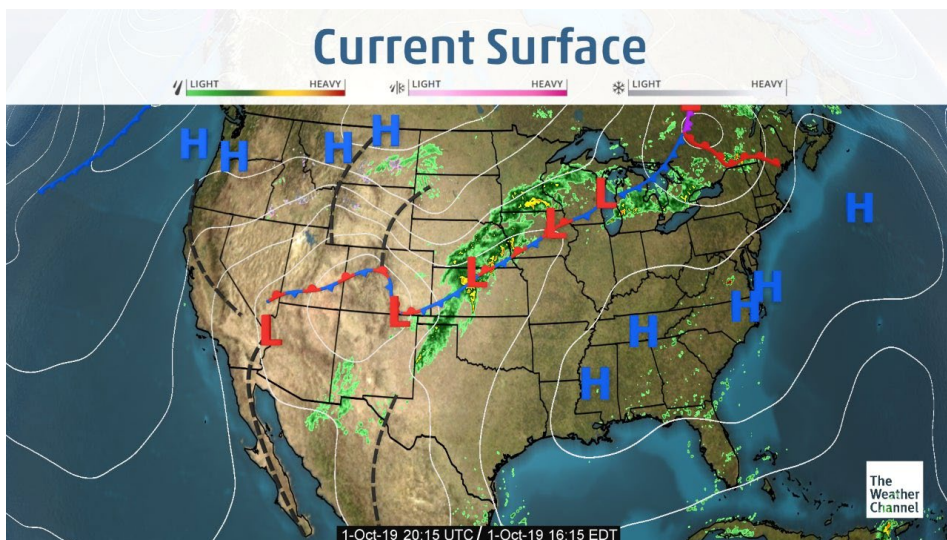 Current Surface
LIGHT HEAVY LIGHT HEAVY LIGHT HEAVY
H H H H
H
L
L
H
L
H
L
H
L
H
H
The
Weather
Channel
1-Oct-19 20:15 UTC / 1-Oct-19 16:15 EDT